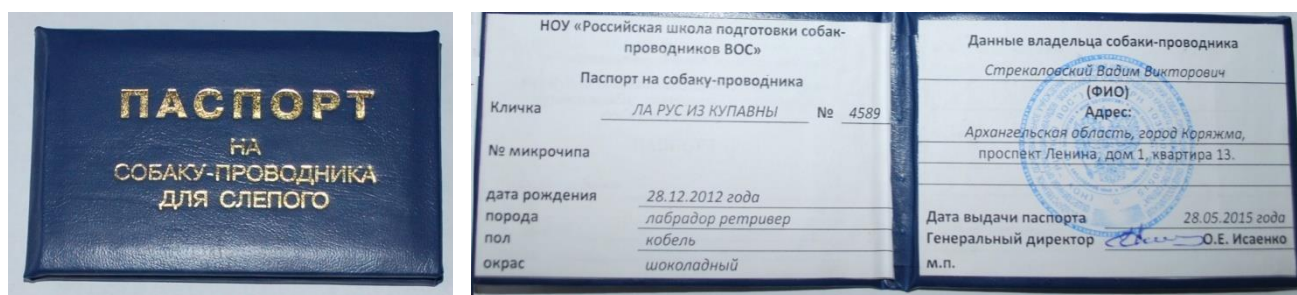 ПАСПОРТ
НА
СОБАКУ-ПРОВОДНИКА
ДЛЯ СЛЕПОГО
НОУ «Российская школа подготовки собак-
проводников ВОС»
Паспорт на собаку-проводника
Кличка ЛА РУС ИЗ КУПАВНЫ № 4589
№ микрочипа
дата рождения 28.12.2012 года
порода лабрадор ретривер
пол кобель
окрас шоколадный
Данные владельца собаки-проводника
Стрекаловский Вадим Викторович
(ФИО)
Адрес:
Архангельская область, город Коряжма,
проспект Ленина, дом 1, квартира 13.
Дата выдачи паспорта 28.05.2015 года
Генеральный директор О.Е. Исаенко
м.п.